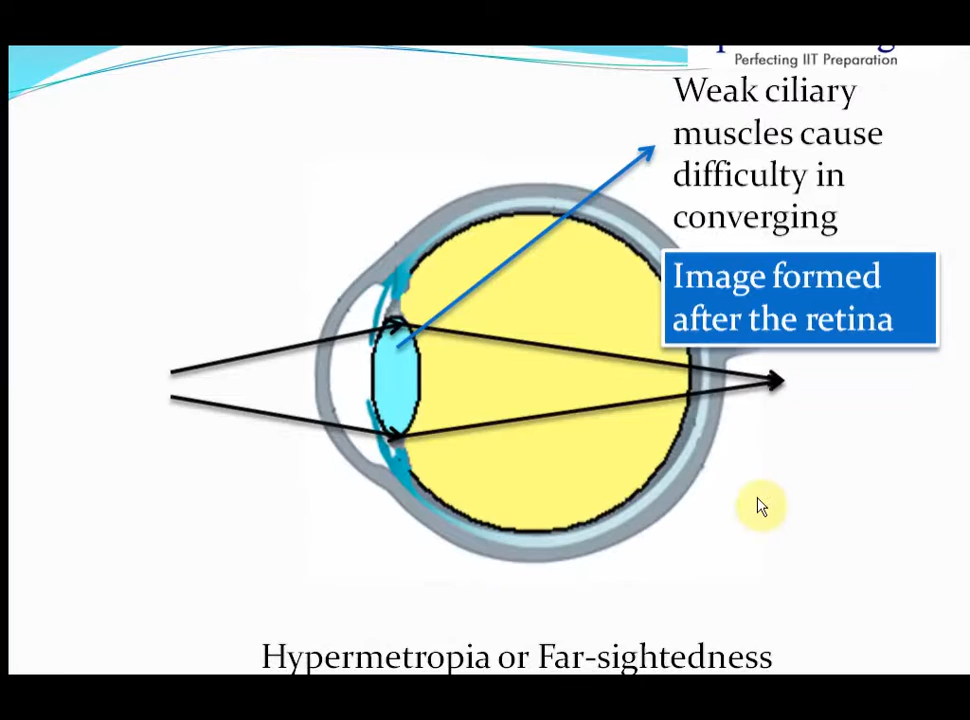 Perfecting IIT Preparation
Weak ciliary
muscles cause
difficulty in
converging
Image formed
after the retina
Hypermetropia or Far-sightedness